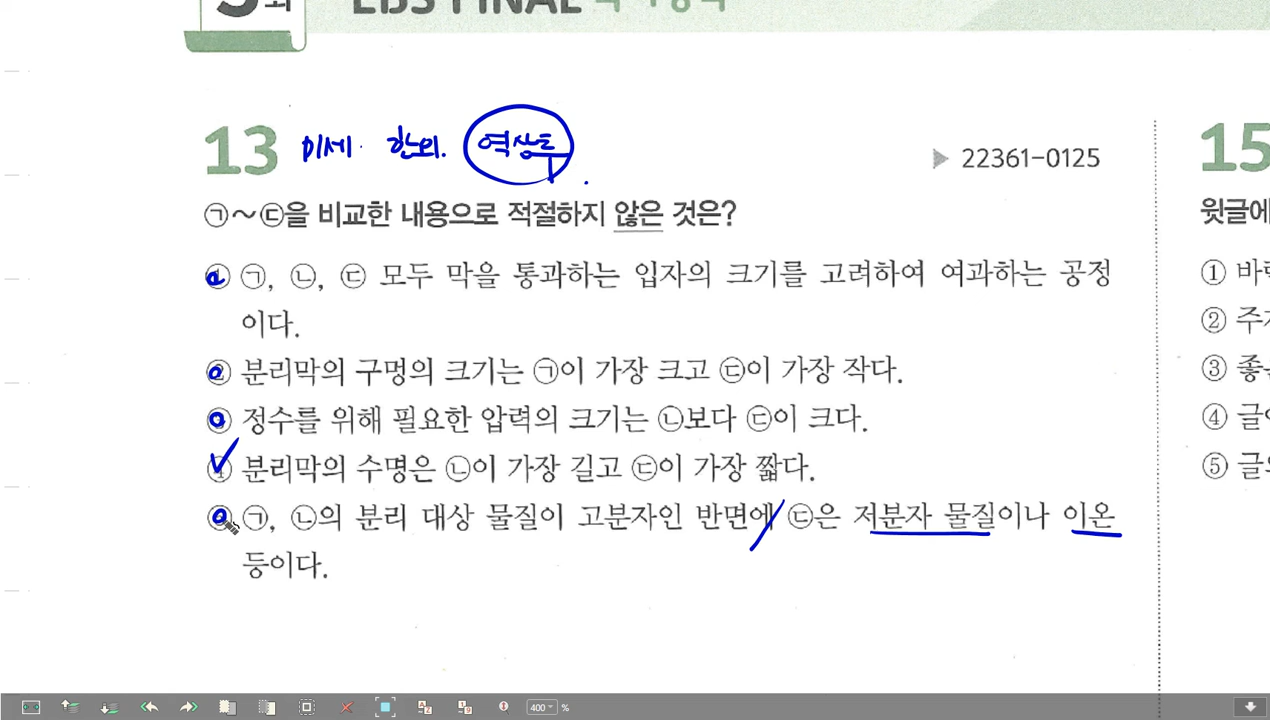 13 미세 한외. 역삼투.
▶ 22361-0125
㉠~㉢을 비교한 내용으로 적절하지 않은 것은?
① ㉠, ㉡, ㉢ 모두 막을 통과하는 입자의 크기를 고려하여 여과하는 공정
이다.
② 분리막의 구멍의 크기는 ㉠이 가장 크고 ㉢이 가장 작다.
③ 정수를 위해 필요한 압력의 크기는 ㉡보다 ㉢이 크다.
④ 분리막의 수명은 ㉡이 가장 길고 ㉢이 가장 짧다.
⑤ ㉠, ㉡의 분리 대상 물질이 고분자인 반면에 ㉢은 저분자 물질이나 이온
등이다.
15
윗글에
① 바
② 주
③ 좋은
④ 글
⑤ 글
400 %